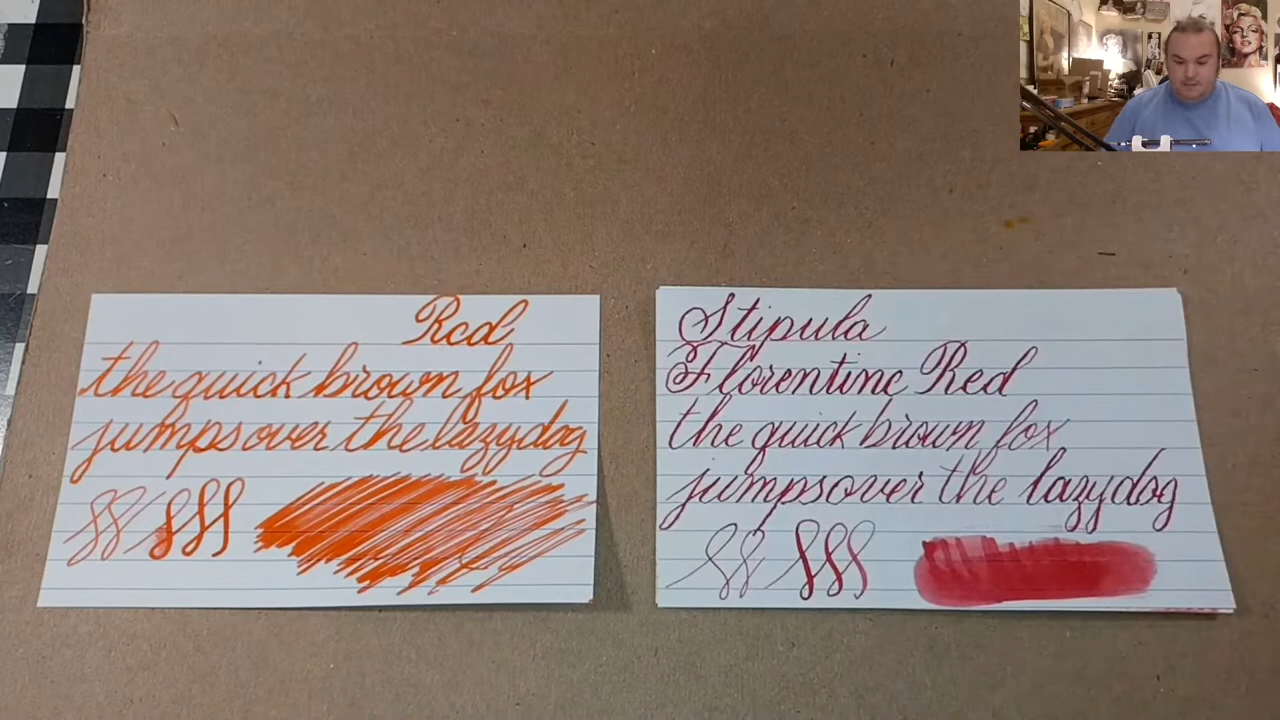 Red
the quick brown fox
jumps over the lazy dog
Stipula
Florentine Red
the quick brown fox
jumps over the lazy dog